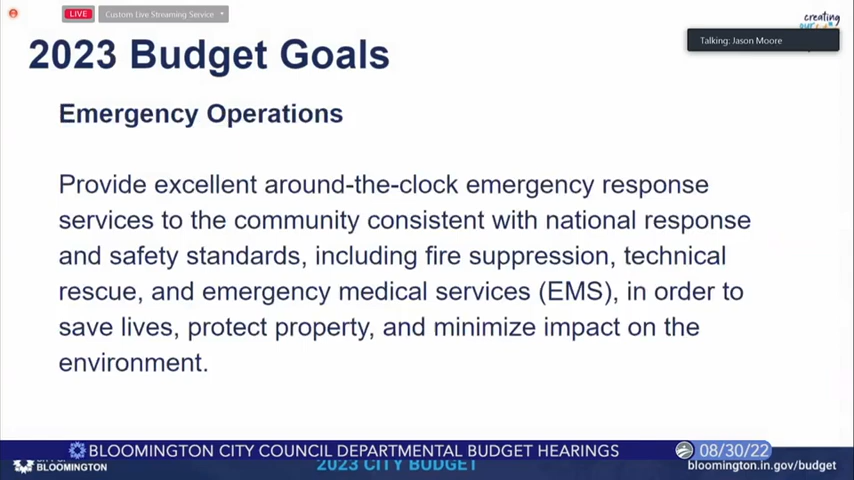 LIVE
Custom Live Streaming Service
creating
Talking: Jason Moore
2023 Budget Goals
Emergency Operations
Provide excellent around-the-clock emergency response
services to the community consistent with national response
and safety standards, including fire suppression, technical
rescue, and emergency medical services (EMS), in order to
save lives, protect property, and minimize impact on the
environment.
BLOOMINGTON CITY COUNCIL DEPARTMENTAL BUDGET HEARINGS
08/30/22
BLOOMINGTON
2023 CITY BUDGET
bloomington.in.gov/budget